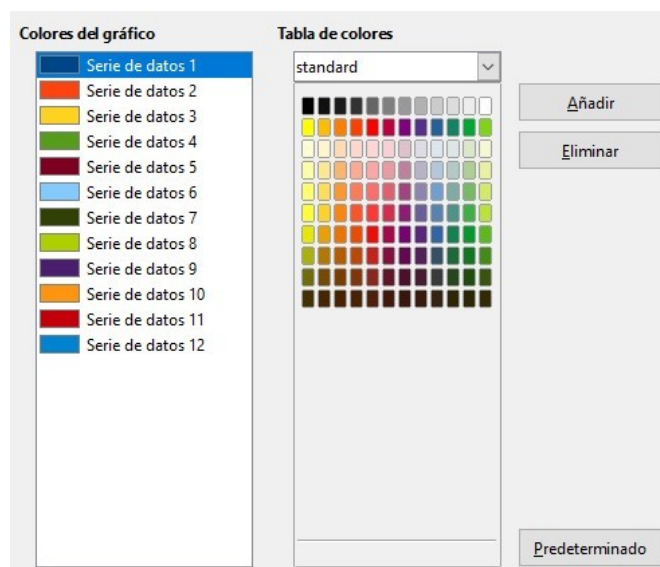 Colores del gráfico
Serie de datos 1
Serie de datos 2
Serie de datos 3
Serie de datos 4
Serie de datos 5
Serie de datos 6
Serie de datos 7
Serie de datos 8
Serie de datos 9
Serie de datos 10
Serie de datos 11
Serie de datos 12
Tabla de colores
standard
Añadir
Eliminar
Predeterminado